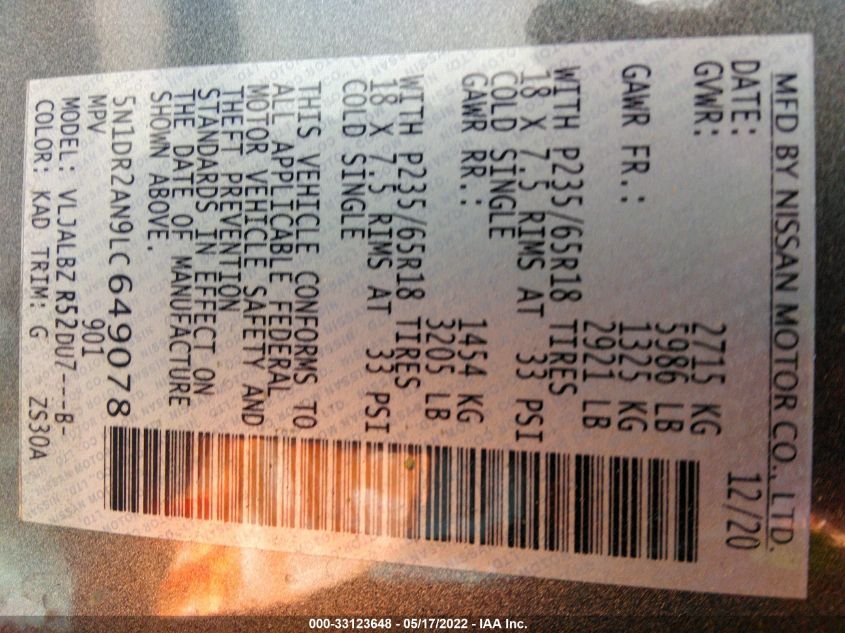 MFD BY NISSAN MOTOR CO., LTD.
DATE: 12/20
GVWR: 2715 KG
5986 LB
GAWR FR.: 1325 KG
2921 LB
WITH P235/65R18 TIRES
18 X 7.5 RIMS AT 33 PSI
COLD SINGLE
GAWR RR.: 1454 KG
3205 LB
WITH P235/65R18 TIRES
18 X 7.5 RIMS AT 33 PSI
COLD SINGLE
THIS VEHICLE CONFORMS TO
ALL APPLICABLE FEDERAL
MOTOR VEHICLE SAFETY AND
THEFT PREVENTION
STANDARDS IN EFFECT ON
THE DATE OF MANUFACTURE
SHOWN ABOVE.
5N1DR2AN9LC649078
MPV 901
MODEL: VLJALBZ R52DU7---B-
COLOR: KAD TRIM: G ZS30A
000-33123648 - 05/17/2022 - IAA Inc.